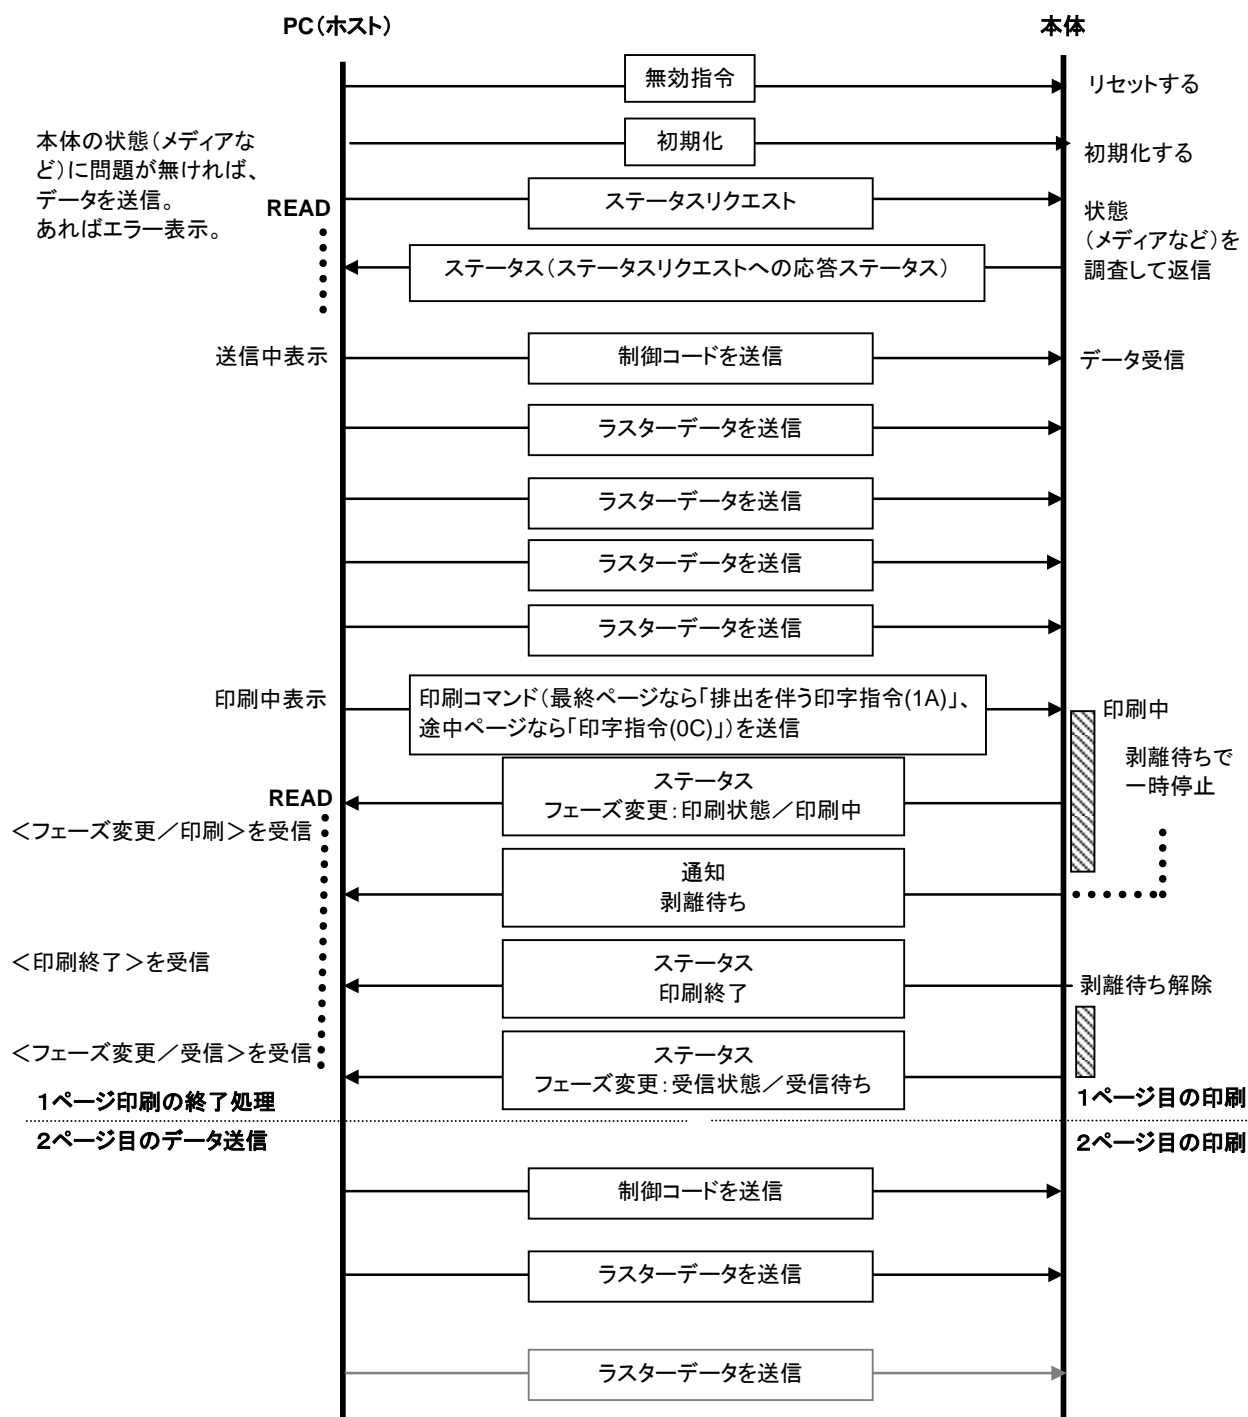 PC（ホスト）
本体
無効指令
リセットする
初期化
初期化する
本体の状態（メディアな
ど）に問題が無ければ、
データを送信。
あればエラー表示。
READ
ステータスリクエスト
状態
（メディアなど）を
調査して返信
ステータス（ステータスリクエストへの応答ステータス）
送信中表示
制御コードを送信
データ受信
ラスターデータを送信
ラスターデータを送信
ラスターデータを送信
ラスターデータを送信
印刷中表示
印刷コマンド（最終ページなら「排出を伴う印字指令(1A)」、
途中ページなら「印字指令(0C)」）を送信
印刷中
剥離待ちで
一時停止
READ
ステータス
フェーズ変更：印刷状態／印刷中
＜フェーズ変更／印刷＞を受信
通知
剥離待ち
＜印刷終了＞を受信
ステータス
印刷終了
剥離待ち解除
＜フェーズ変更／受信＞を受信
ステータス
フェーズ変更：受信状態／受信待ち
1ページ印刷の終了処理
1ページ目の印刷
2ページ目のデータ送信
2ページ目の印刷
制御コードを送信
ラスターデータを送信
ラスターデータを送信